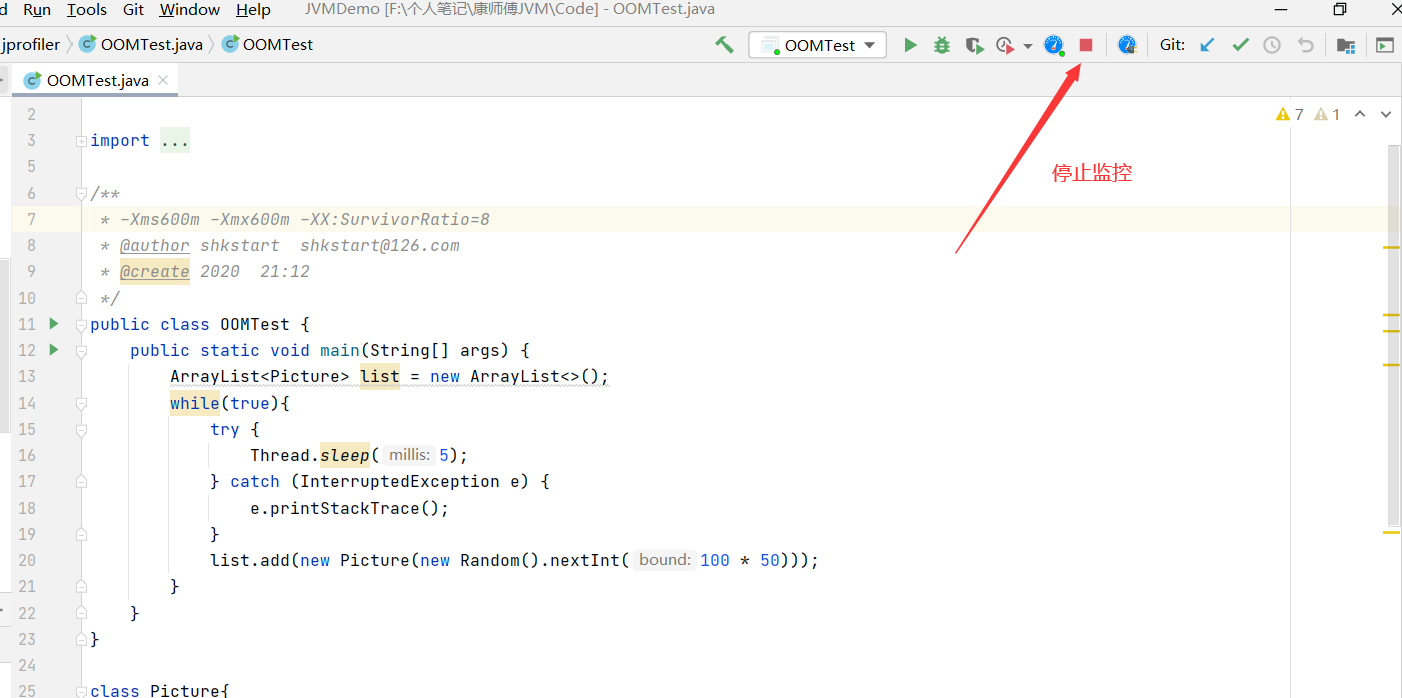 d Run Tools Git Window Help JVMDemo [F:\个人笔记\康师傅JVM\Code] - OOMTest.java
jprofiler OOMTest.java OOMTest OOMTest Git:
OOMTest.java
2
7 1
3 import ...
5
6 /**
停止监控
7 * -Xms600m -Xmx600m -XX:SurvivorRatio=8
8 * @author shkstart shkstart@126.com
9 * @create 2020 21:12
10 */
11 public class OOMTest {
12 public static void main(String[] args) {
13 ArrayList<Picture> list = new ArrayList<>();
14 while(true){
15 try {
16 Thread.sleep( millis: 5);
17 } catch (InterruptedException e) {
18 e.printStackTrace();
19 }
20 list.add(new Picture(new Random().nextInt( bound: 100 * 50)));
21 }
22 }
23 }
24
25 class Picture{